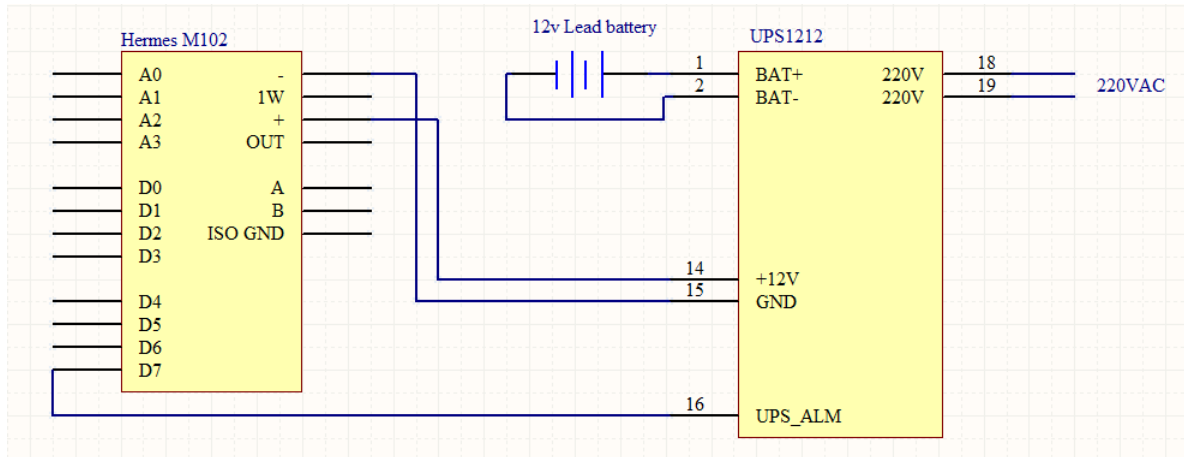 12v Lead battery
Hermes M102
UPS1212
A0 -
A1 1W
A2 +
A3 OUT
D0 A
D1 B
D2 ISO GND
D3
D4
D5
D6
D7
1 BAT+ 220V 18
2 BAT- 220V 19
220VAC
14 +12V
15 GND
16 UPS_ALM